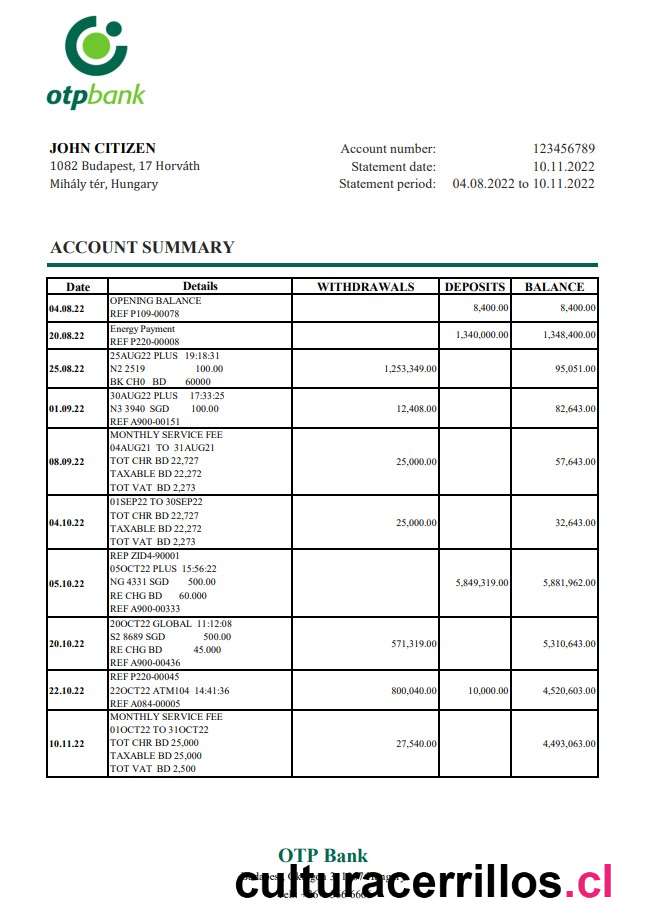 otpbank
JOHN CITIZEN
1082 Budapest, 17 Horváth
Mihály tér, Hungary
Account number: 123456789
Statement date: 10.11.2022
Statement period: 04.08.2022 to 10.11.2022
ACCOUNT SUMMARY
Date Details WITHDRAWALS DEPOSITS BALANCE
04.08.22 OPENING BALANCE 8,400.00 8,400.00
REF P109-00078
20.08.22 Energy Payment 1,340,000.00 1,348,400.00
REF P220-00008
25AUG22 PLUS 19:18:31
25.08.22 N2 2519 100.00 1,253,349.00 95,051.00
BK CH0 BD 60000
30AUG22 PLUS 17:33:25
01.09.22 N3 3940 SGD 100.00 12,408.00 82,643.00
REF A900-00151
MONTHLY SERVICE FEE
04AUG21 TO 31AUG21
08.09.22 TOT CHR BD 22,727 25,000.00 57,643.00
TAXABLE BD 22,272
TOT VAT BD 2,273
01SEP22 TO 30SEP22
04.10.22 TOT CHR BD 22,727 25,000.00 32,643.00
TAXABLE BD 22,272
TOT VAT BD 2,273
REP ZID4-90001
05OCT22 PLUS 15:56:22
05.10.22 NG 4331 SGD 500.00 5,849,319.00 5,881,962.00
RE CHG BD 60.000
REF A900-00333
20OCT22 GLOBAL 11:12:08
20.10.22 S2 8689 SGD 500.00 571,319.00 5,310,643.00
RE CHG BD 45.000
REF A900-00436
REF P220-00045
22.10.22 22OCT22 ATM104 14:41:36 800,040.00 10,000.00 4,520,603.00
REF A084-00005
MONTHLY SERVICE FEE
01OCT22 TO 31OCT22
10.11.22 TOT CHR BD 25,000 27,540.00 4,493,063.00
TAXABLE BD 25,000
TOT VAT BD 2,500
OTP Bank
culturacerrillos.cl